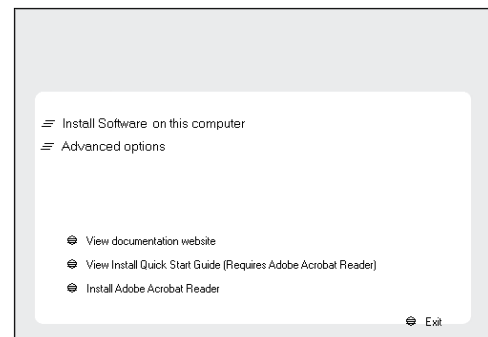 Install Software on this computer
Advanced options
View documentation website
View Install Quick Start Guide (Requires Adobe Acrobat Reader)
Install Adobe Acrobat Reader
Exit